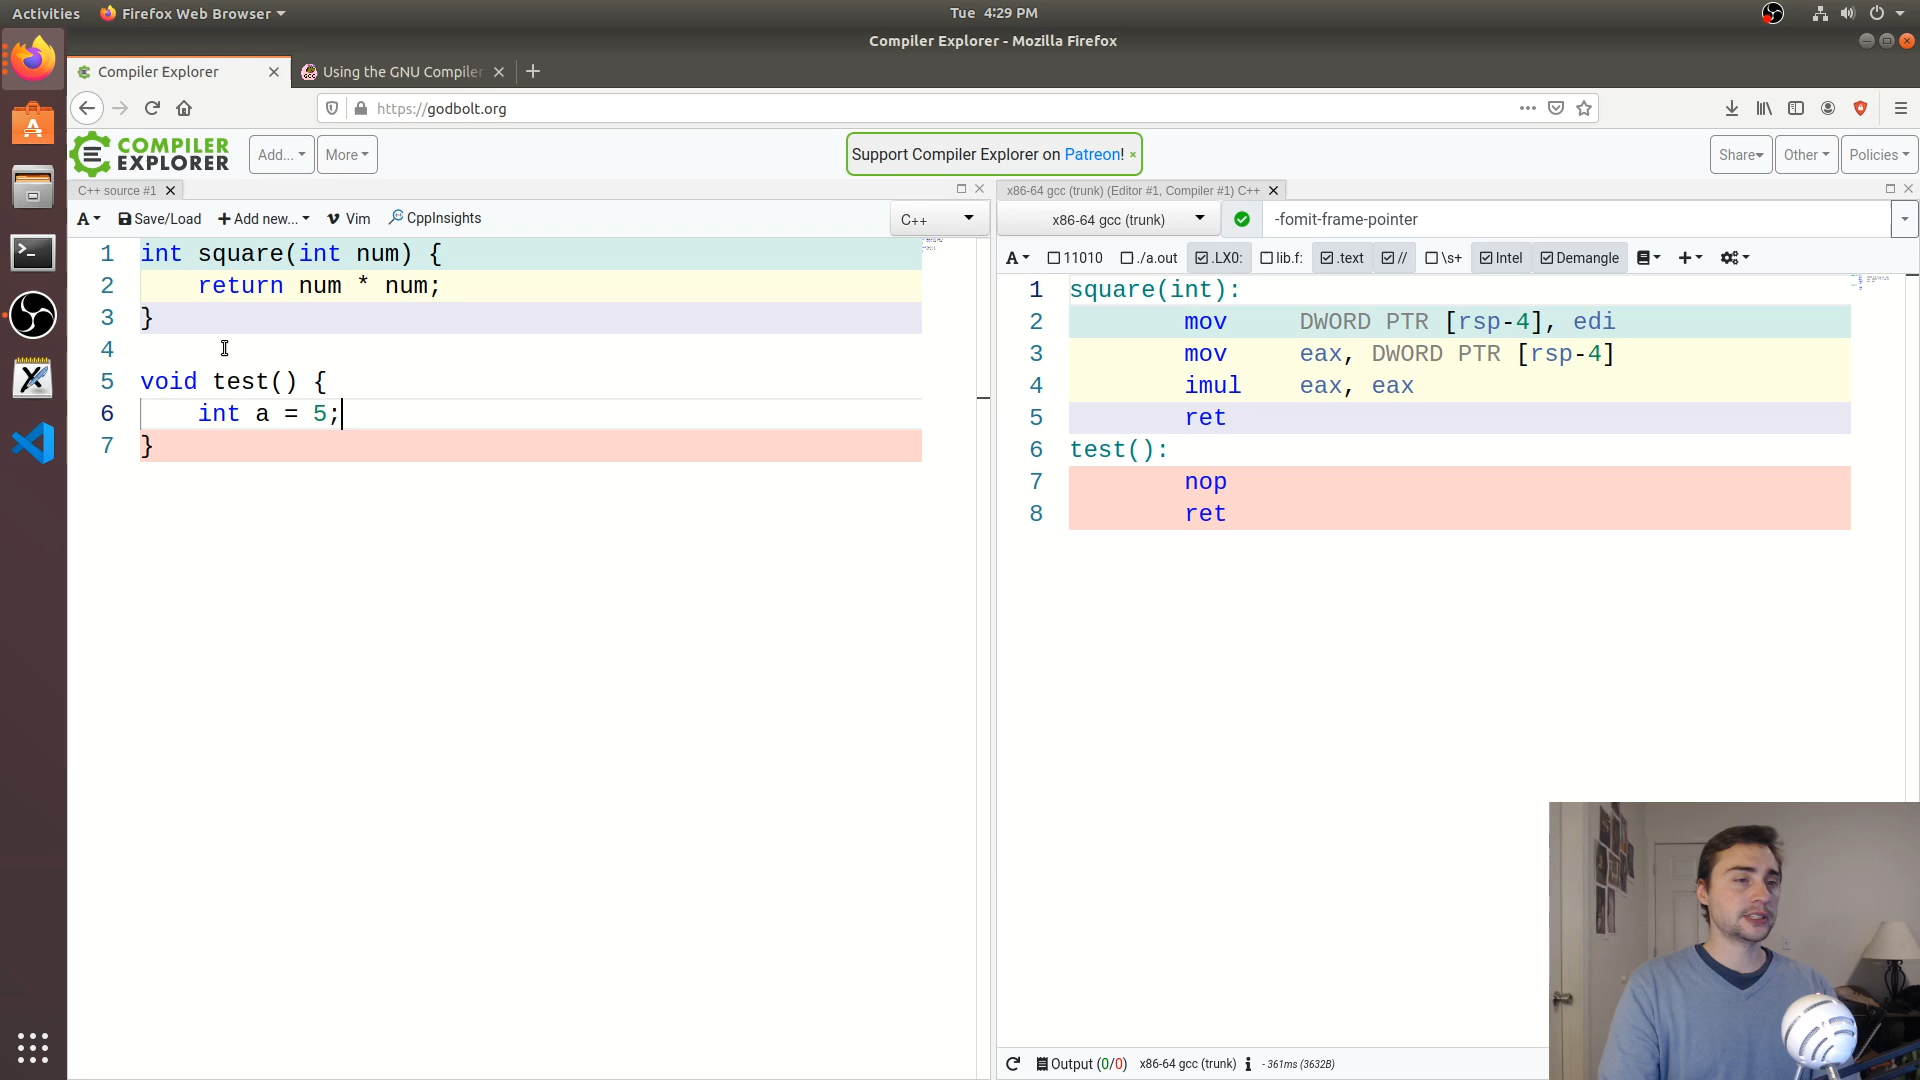 Activities Firefox Web Browser Tue 4:29 PM
Compiler Explorer - Mozilla Firefox
Compiler Explorer Using the GNU Compiler
https://godbolt.org
COMPILER EXPLORER Add... More Support Compiler Explorer on Patreon! × Share Other Policies
C++ source #1
A Save/Load + Add new... Vim CppInsights C++
1 int square(int num) {
2 return num * num;
3 }
4
5 void test() {
6 int a = 5;
7 }
x86-64 gcc (trunk) (Editor #1, Compiler #1) C++
x86-64 gcc (trunk) -fomit-frame-pointer
A 11010 ./a.out .LX0: lib.f: .text // \s+ Intel Demangle
1 square(int):
2 mov DWORD PTR [rsp-4], edi
3 mov eax, DWORD PTR [rsp-4]
4 imul eax, eax
5 ret
6 test():
7 nop
8 ret
Output (0/0) x86-64 gcc (trunk) i - 361ms (3632B)